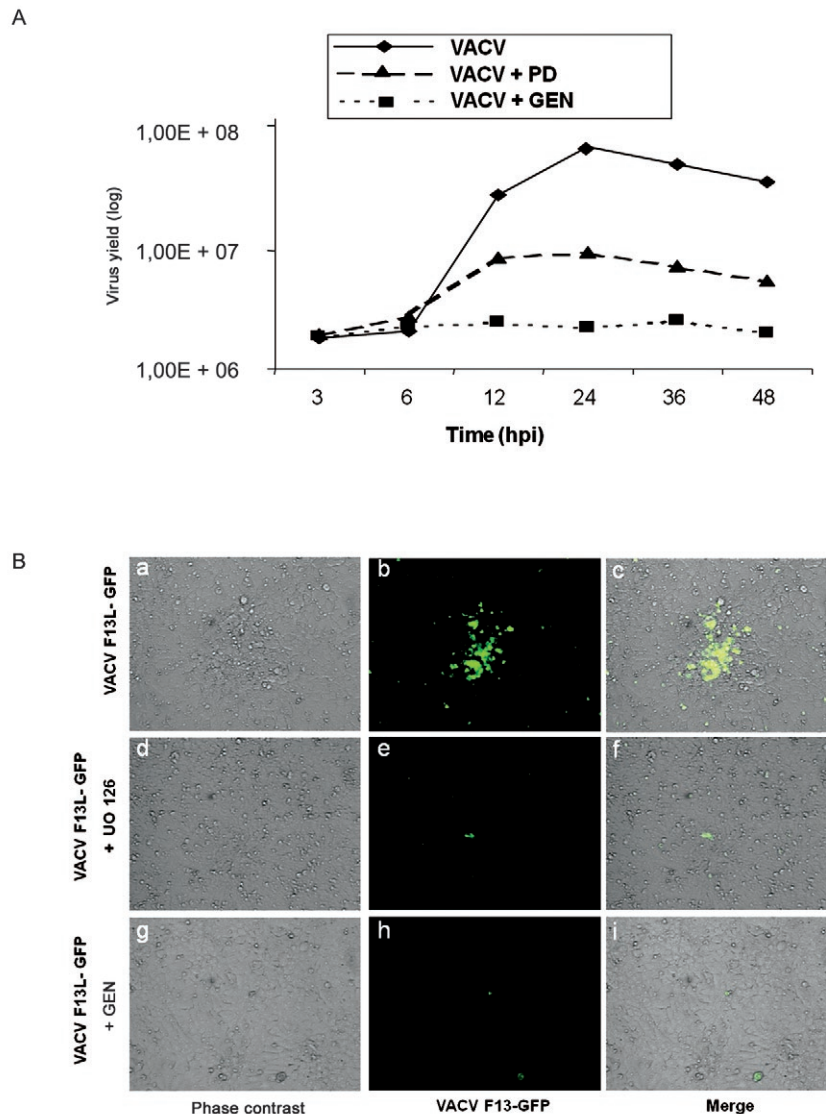 A
VACV
VACV + PD
VACV + GEN
Virus yield (log)
1,00E + 08
1,00E + 07
1,00E + 06
3 6 12 24 36 48
Time (hpi)
B
VACV F13L- GFP
a b c
VACV F13L- GFP
+ UO 126
d e f
VACV F13L- GFP
+ GEN
g h i
Phase contrast VACV F13-GFP Merge